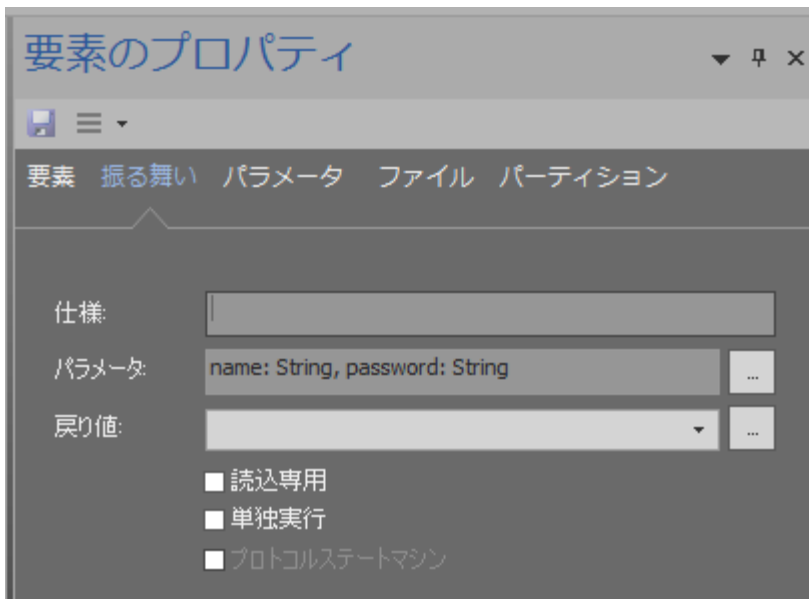 要素のプロパティ
要素 振る舞い パラメータ ファイル パーティション
仕様:
パラメータ: name: String, password: String ...
戻り値: ...
読込専用
単独実行
プロトコルステートマシン